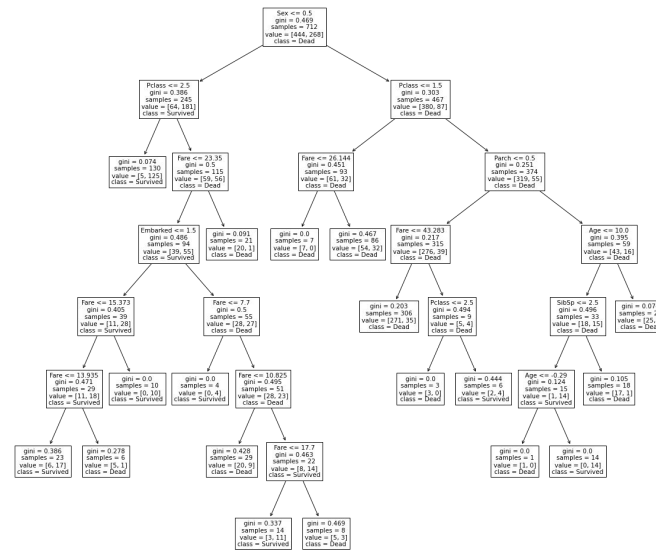 Sex <= 0.5
gini = 0.469
samples = 712
value = [444, 268]
class = Dead
Pclass <= 2.5
gini = 0.386
samples = 245
value = [64, 181]
class = Survived
Pclass <= 1.5
gini = 0.303
samples = 467
value = [380, 87]
class = Dead
gini = 0.074
samples = 130
value = [5, 125]
class = Survived
Fare <= 23.35
gini = 0.5
samples = 115
value = [59, 56]
class = Dead
Fare <= 26.144
gini = 0.451
samples = 93
value = [61, 32]
class = Dead
Parch <= 0.5
gini = 0.251
samples = 374
value = [319, 55]
class = Dead
Embarked <= 1.5
gini = 0.486
samples = 94
value = [39, 55]
class = Survived
gini = 0.091
samples = 21
value = [20, 1]
class = Dead
gini = 0.0
samples = 7
value = [7, 0]
class = Dead
gini = 0.467
samples = 86
value = [54, 32]
class = Dead
Fare <= 43.283
gini = 0.217
samples = 315
value = [276, 39]
class = Dead
Age <= 10.0
gini = 0.395
samples = 59
value = [43, 16]
class = Dead
Fare <= 15.373
gini = 0.405
samples = 39
value = [11, 28]
class = Survived
Fare <= 7.7
gini = 0.5
samples = 55
value = [28, 27]
class = Dead
gini = 0.203
samples = 306
value = [271, 35]
class = Dead
Pclass <= 2.5
gini = 0.494
samples = 9
value = [5, 4]
class = Dead
SibSp <= 2.5
gini = 0.496
samples = 33
value = [18, 15]
class = Dead
gini = 0.07
samples = 2
value = [25,
class = Dea
Fare <= 13.935
gini = 0.471
samples = 29
value = [11, 18]
class = Survived
gini = 0.0
samples = 10
value = [0, 10]
class = Survived
gini = 0.0
samples = 4
value = [0, 4]
class = Survived
Fare <= 10.825
gini = 0.495
samples = 51
value = [28, 23]
class = Dead
gini = 0.0
samples = 3
value = [3, 0]
class = Dead
gini = 0.444
samples = 6
value = [2, 4]
class = Survived
Age <= -0.29
gini = 0.124
samples = 15
value = [1, 14]
class = Survived
gini = 0.105
samples = 18
value = [17, 1]
class = Dead
gini = 0.386
samples = 23
value = [6, 17]
class = Survived
gini = 0.278
samples = 6
value = [5, 1]
class = Dead
gini = 0.428
samples = 29
value = [20, 9]
class = Dead
Fare <= 17.7
gini = 0.463
samples = 22
value = [8, 14]
class = Survived
gini = 0.0
samples = 1
value = [1, 0]
class = Dead
gini = 0.0
samples = 14
value = [0, 14]
class = Survived
gini = 0.337
samples = 14
value = [3, 11]
class = Survived
gini = 0.469
samples = 8
value = [5, 3]
class = Dead